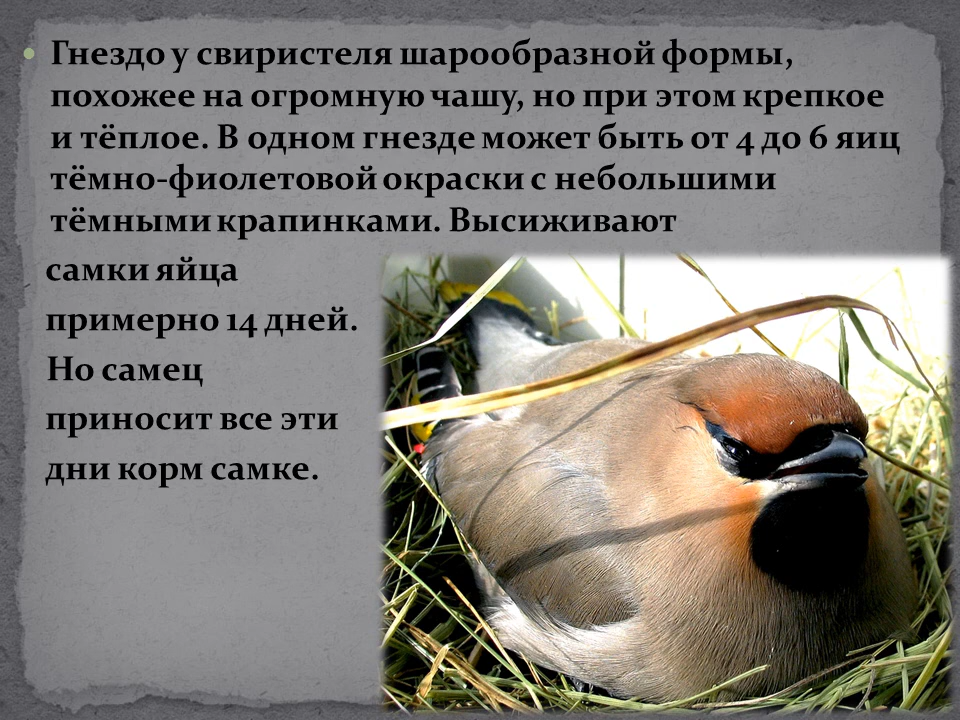 Гнездо у свиристеля шарообразной формы,
похожее на огромную чашу, но при этом крепкое
и тёплое. В одном гнезде может быть от 4 до 6 яиц
тёмно-фиолетовой окраски с небольшими
тёмными крапинками. Высиживают
самки яйца
примерно 14 дней.
Но самец
приносит все эти
дни корм самке.